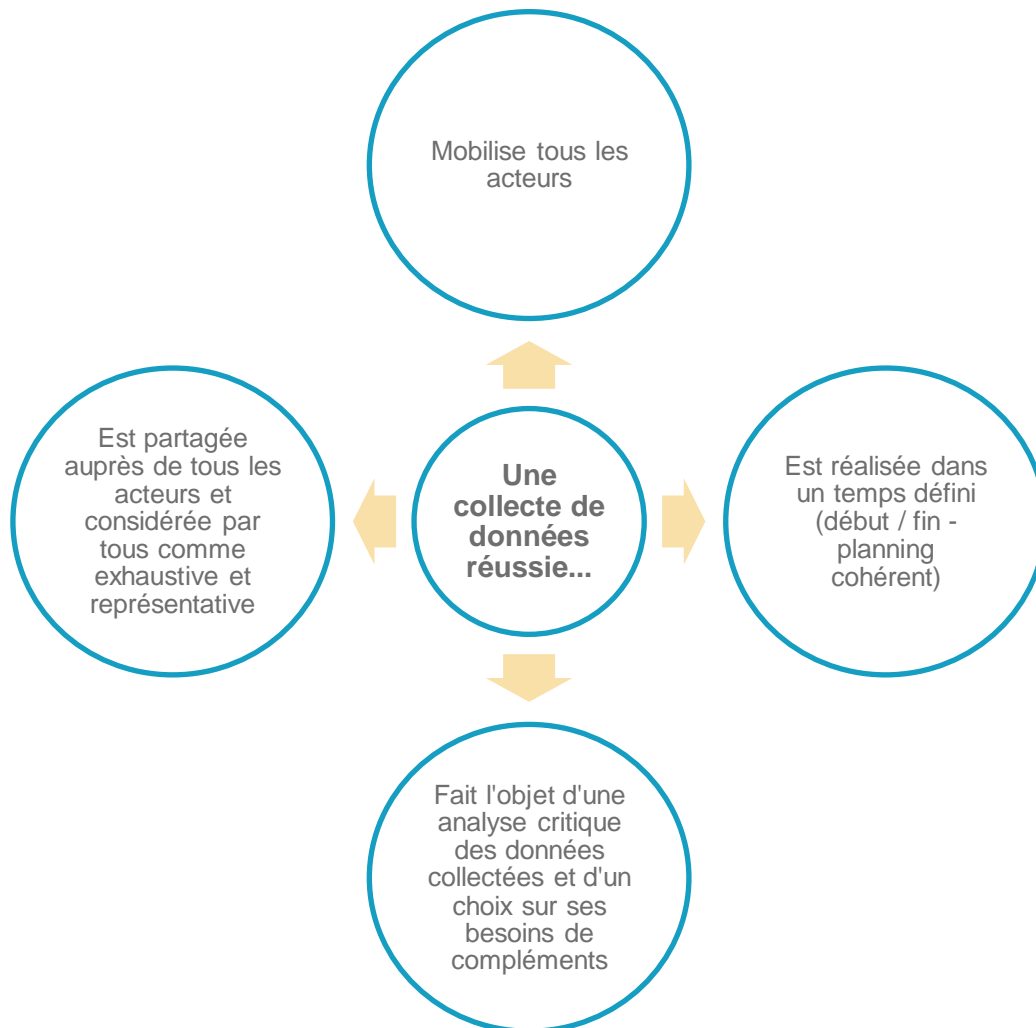 Mobilise tous les
acteurs
Est partagée
auprès de tous les
acteurs et
considérée par
tous comme
exhaustive et
représentative
Une
collecte de
données
réussie...
Est réalisée dans
un temps défini
(début / fin -
planning
cohérent)
Fait l'objet d'une
analyse critique
des données
collectées et d'un
choix sur ses
besoins de
compléments